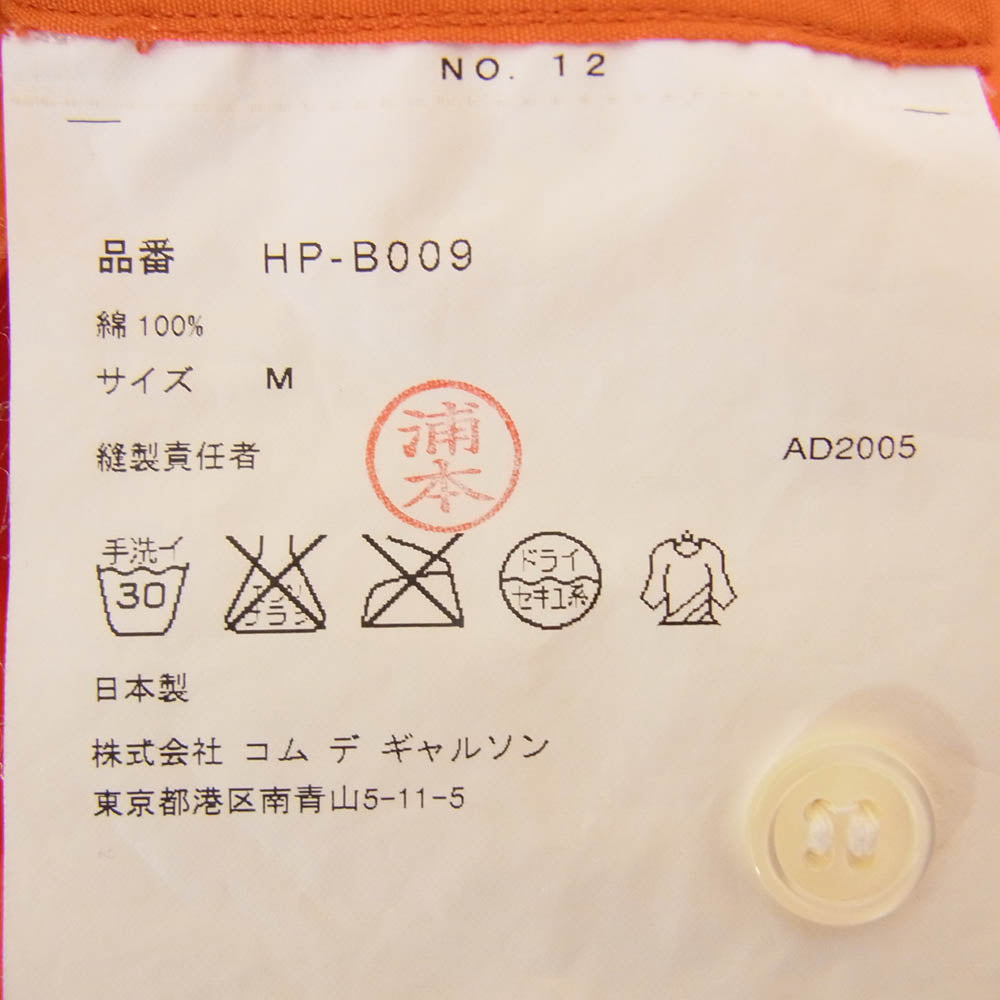 NO. 12
品番 HP-B009
綿 100%
サイズ M
縫製責任者 浦本
AD2005
手洗イ
30
ドライ
セキユ系
日本製
株式会社 コム デ ギャルソン
東京都港区南青山5-11-5